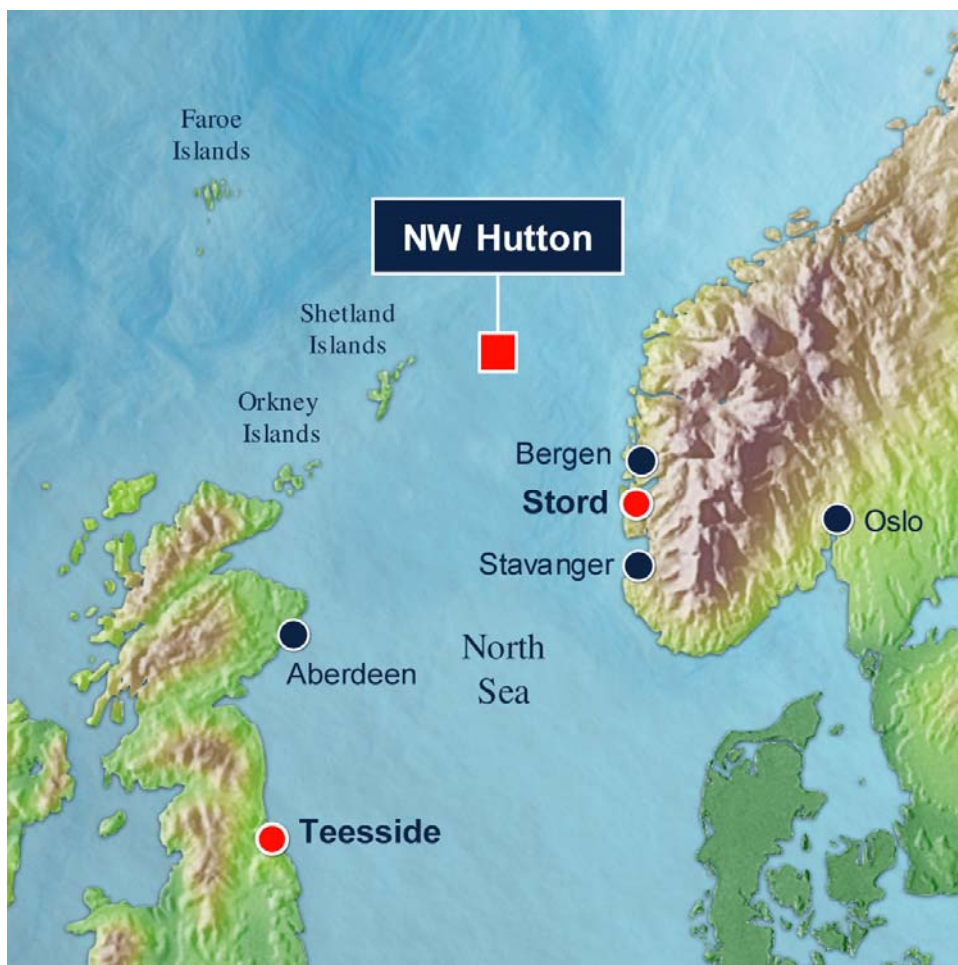 Faroe
Islands
NW Hutton
Shetland
Islands
Orkney
Islands
Bergen
Stord
Oslo
Stavanger
North
Sea
Aberdeen
Teesside